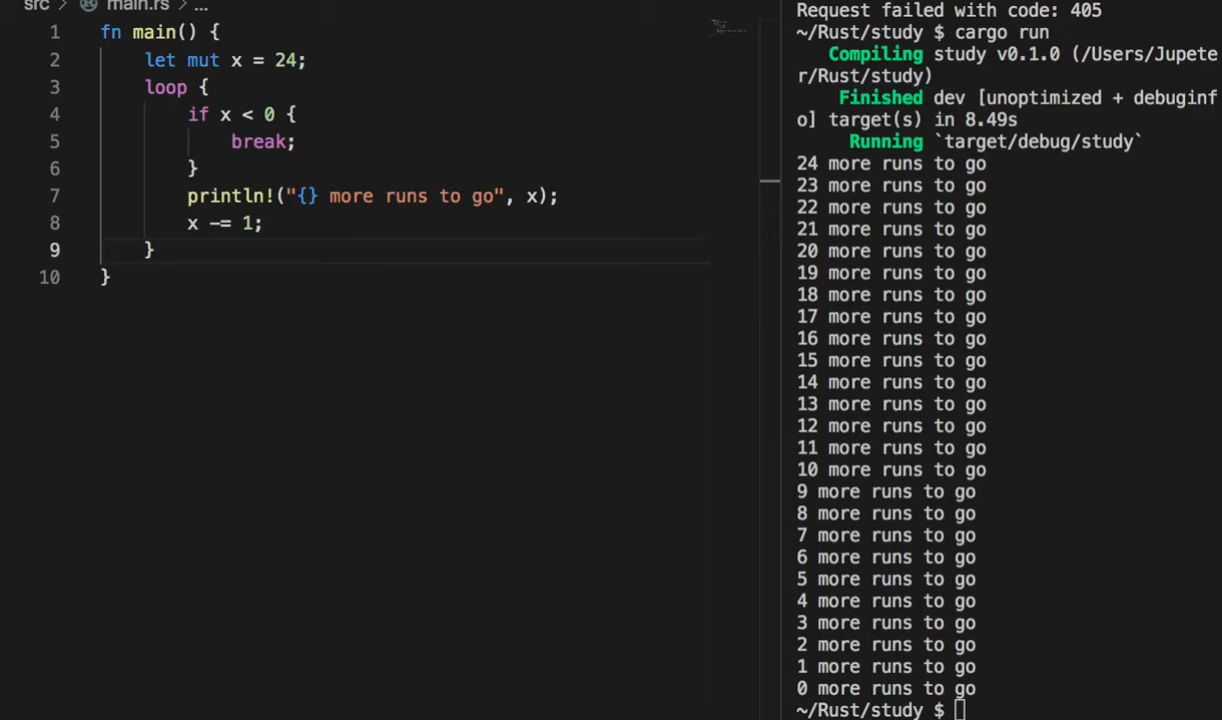 src > main.rs > ...
1 fn main() {
2     let mut x = 24;
3     loop {
4         if x < 0 {
5             break;
6         }
7         println!("{} more runs to go", x);
8         x -= 1;
9     }
10 }
Request failed with code: 405
~/Rust/study $ cargo run
Compiling study v0.1.0 (/Users/Jupete
r/Rust/study)
Finished dev [unoptimized + debuginf
o] target(s) in 8.49s
Running `target/debug/study`
24 more runs to go
23 more runs to go
22 more runs to go
21 more runs to go
20 more runs to go
19 more runs to go
18 more runs to go
17 more runs to go
16 more runs to go
15 more runs to go
14 more runs to go
13 more runs to go
12 more runs to go
11 more runs to go
10 more runs to go
9 more runs to go
8 more runs to go
7 more runs to go
6 more runs to go
5 more runs to go
4 more runs to go
3 more runs to go
2 more runs to go
1 more runs to go
0 more runs to go
~/Rust/study $